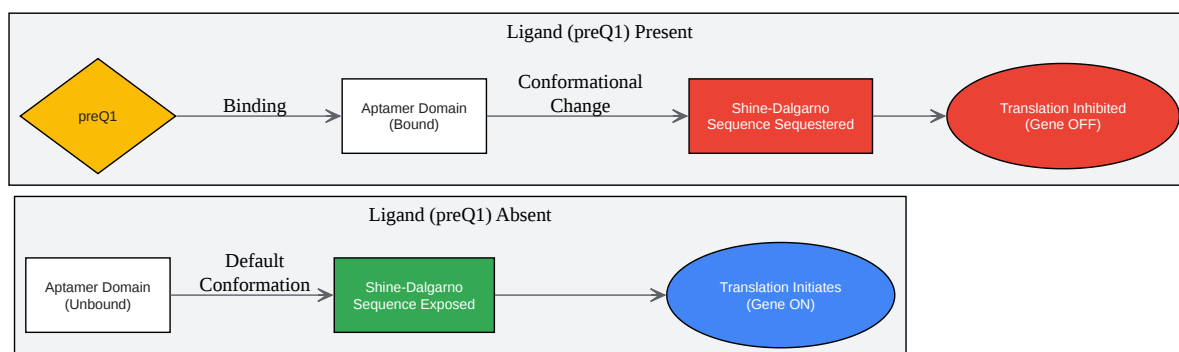 Ligand (preQ1) Present
preQ1
Binding
Aptamer Domain
(Bound)
Conformational
Change
Shine-Dalgarno
Sequence Sequestered
Translation Inhibited
(Gene OFF)
Ligand (preQ1) Absent
Aptamer Domain
(Unbound)
Default
Conformation
Shine-Dalgarno
Sequence Exposed
Translation Initiates
(Gene ON)